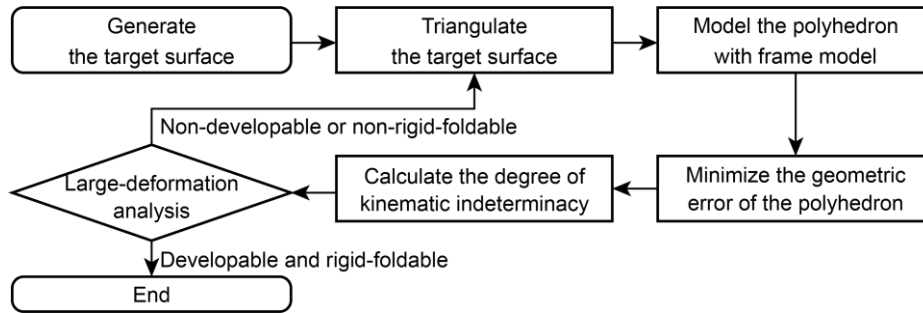 Generate
the target surface
Triangulate
the target surface
Model the polyhedron
with frame model
Minimize the geometric
error of the polyhedron
Calculate the degree of
kinematic indeterminacy
Large-deformation
analysis
Non-developable or non-rigid-foldable
Developable and rigid-foldable
End